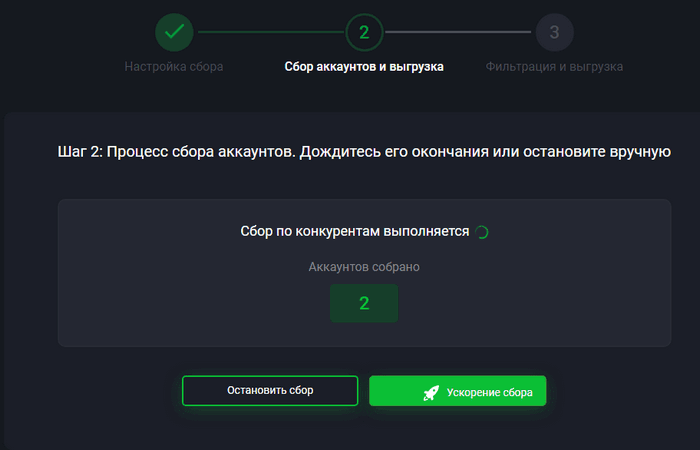 2
3
Настройка сбора
Сбор аккаунтов и выгрузка
Фильтрация и выгрузка
Шаг 2: Процесс сбора аккаунтов. Дождитесь его окончания или остановите вручную
Сбор по конкурентам выполняется
Аккаунтов собрано
2
Остановить сбор
Ускорение сбора